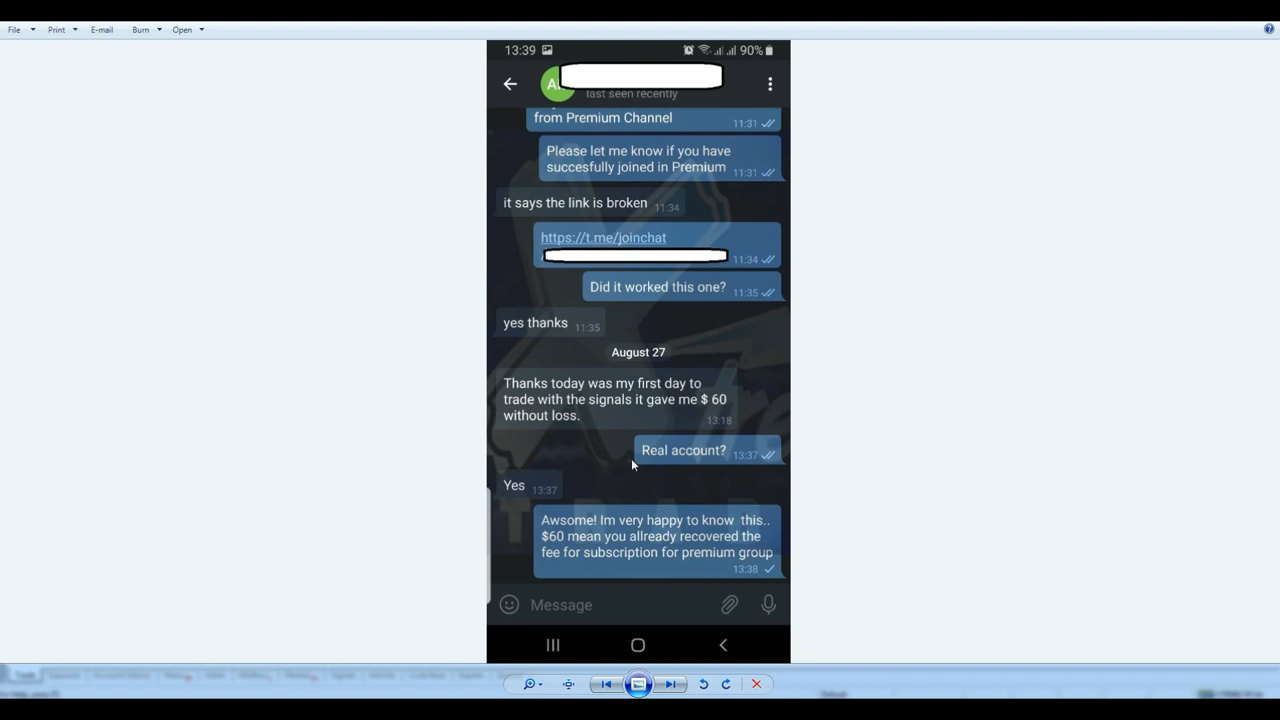 File Print E-mail Burn Open
13:39 90%
last seen recently
from Premium Channel
11:31
Please let me know if you have
succesfully joined in Premium
11:31
it says the link is broken 11:34
https://t.me/joinchat
11:34
Did it worked this one? 11:35
yes thanks 11:35
August 27
Thanks today was my first day to
trade with the signals it gave me $ 60
without loss.
13:18
Real account? 13:37
Yes 13:37
Awsome! Im very happy to know this..
$60 mean you allready recovered the
fee for subscription for premium group
13:38
Message